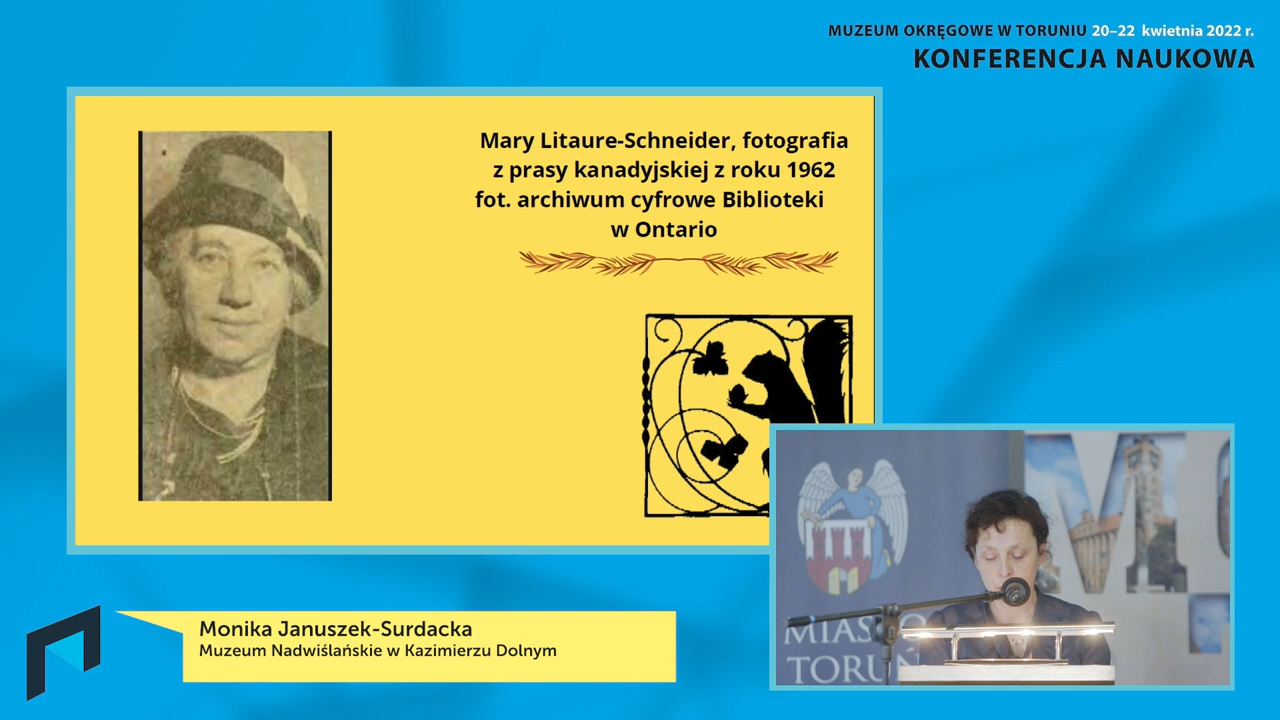 MUZEUM OKRĘGOWE W TORUNIU 20–22 kwietnia 2022 r.
KONFERENCJA NAUKOWA
Mary Litaure-Schneider, fotografia
z prasy kanadyjskiej z roku 1962
fot. archiwum cyfrowe Biblioteki
w Ontario
MIASTO
TORUŃ
Monika Januszek-Surdacka
Muzeum Nadwiślańskie w Kazimierzu Dolnym